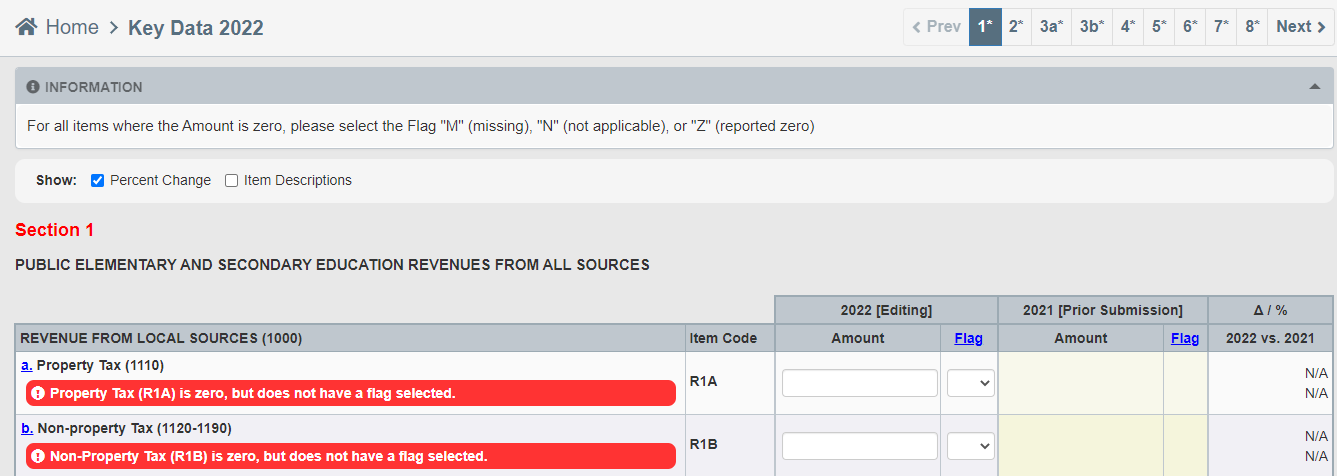 Home > Key Data 2022
< Prev 1* 2* 3a* 3b* 4* 5* 6* 7* 8* Next >
INFORMATION
For all items where the Amount is zero, please select the Flag "M" (missing), "N" (not applicable), or "Z" (reported zero)
Show: Percent Change Item Descriptions
Section 1
PUBLIC ELEMENTARY AND SECONDARY EDUCATION REVENUES FROM ALL SOURCES
2022 [Editing] 2021 [Prior Submission] Δ / %
REVENUE FROM LOCAL SOURCES (1000) Item Code Amount Flag Amount Flag 2022 vs. 2021
a. Property Tax (1110)
Property Tax (R1A) is zero, but does not have a flag selected.
R1A
N/A
N/A
b. Non-property Tax (1120-1190)
Non-Property Tax (R1B) is zero, but does not have a flag selected.
R1B
N/A
N/A